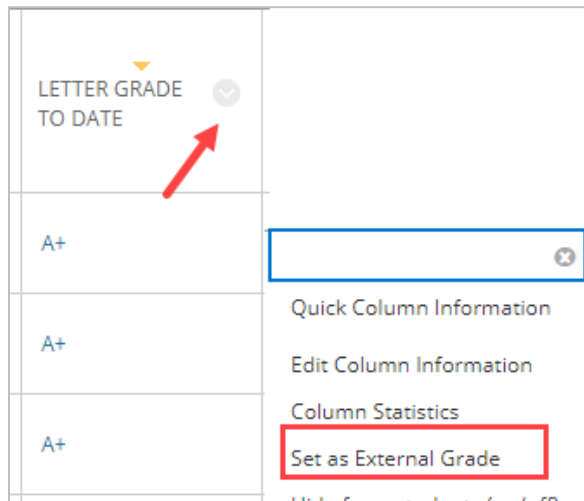 LETTER GRADE
TO DATE
A+
A+
A+
Quick Column Information
Edit Column Information
Column Statistics
Set as External Grade